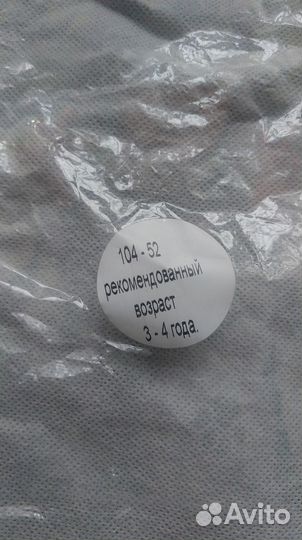 104 - 52
рекомендованный
возраст
3 - 4 года.
Avito